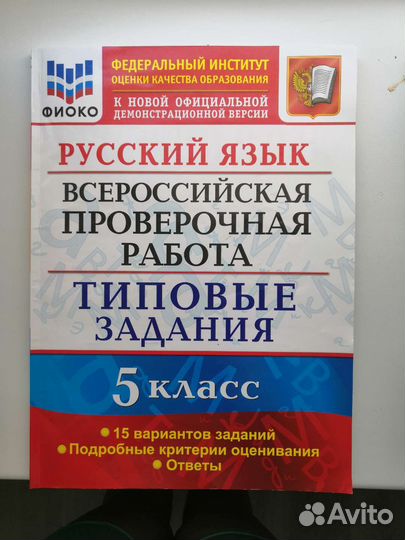 ФИОКО
ФЕДЕРАЛЬНЫЙ ИНСТИТУТ
ОЦЕНКИ КАЧЕСТВА ОБРАЗОВАНИЯ
К НОВОЙ ОФИЦИАЛЬНОЙ
ДЕМОНСТРАЦИОННОЙ ВЕРСИИ
РУССКИЙ ЯЗЫК
ВСЕРОССИЙСКАЯ
ПРОВЕРОЧНАЯ
РАБОТА
ТИПОВЫЕ
ЗАДАНИЯ
5 КЛАСС
• 15 вариантов заданий
• Подробные критерии оценивания
• Ответы
Avito